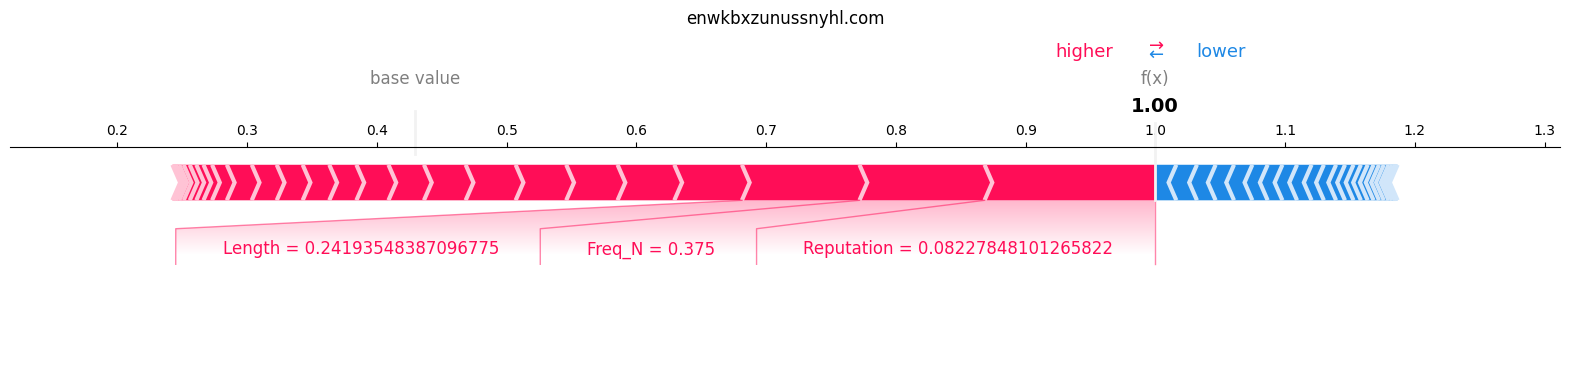 enwkbxzunussnyhl.com
higher ⇄ lower
base value f(x)
1.00
0.2 0.3 0.4 0.5 0.6 0.7 0.8 0.9 1.0 1.1 1.2 1.3
Length = 0.24193548387096775 Freq_N = 0.375 Reputation = 0.08227848101265822